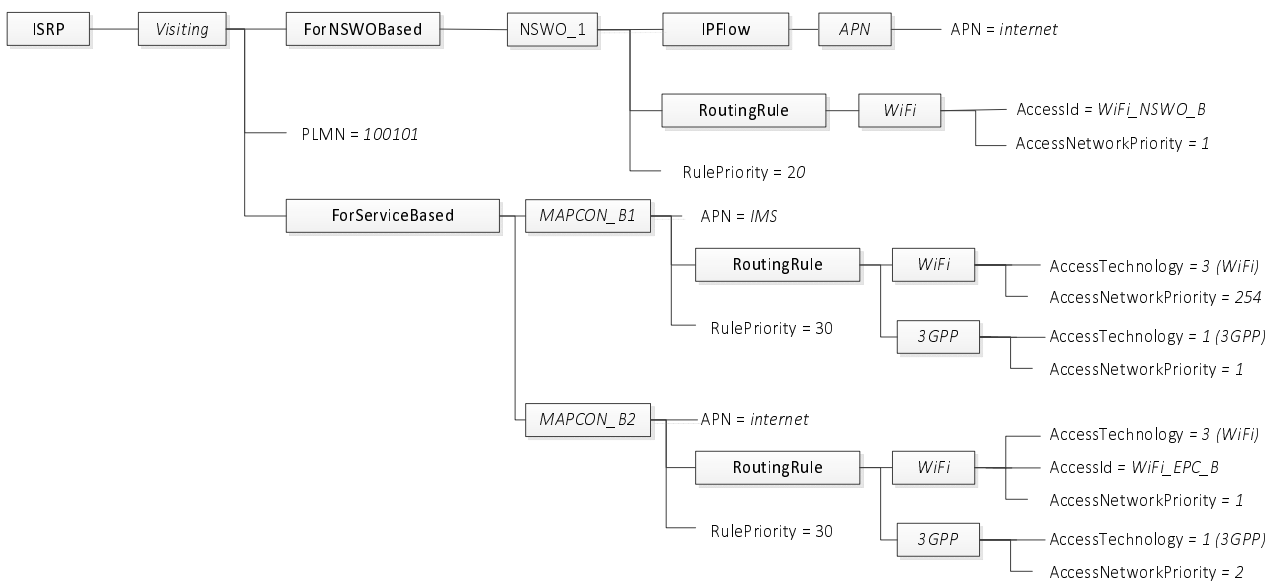 ISRP
Visiting
ForNSWOBased
NSWO_1
IPFlow
APN
APN = internet
RoutingRule
WiFi
AccessId = WiFi_NSWO_B
AccessNetworkPriority = 1
PLMN = 100101
RulePriority = 20
ForServiceBased
MAPCON_B1
APN = IMS
RoutingRule
WiFi
AccessTechnology = 3 (WiFi)
AccessNetworkPriority = 254
RulePriority = 30
3GPP
AccessTechnology = 1 (3GPP)
AccessNetworkPriority = 1
MAPCON_B2
APN = internet
RoutingRule
WiFi
AccessTechnology = 3 (WiFi)
AccessId = WiFi_EPC_B
AccessNetworkPriority = 1
RulePriority = 30
3GPP
AccessTechnology = 1 (3GPP)
AccessNetworkPriority = 2